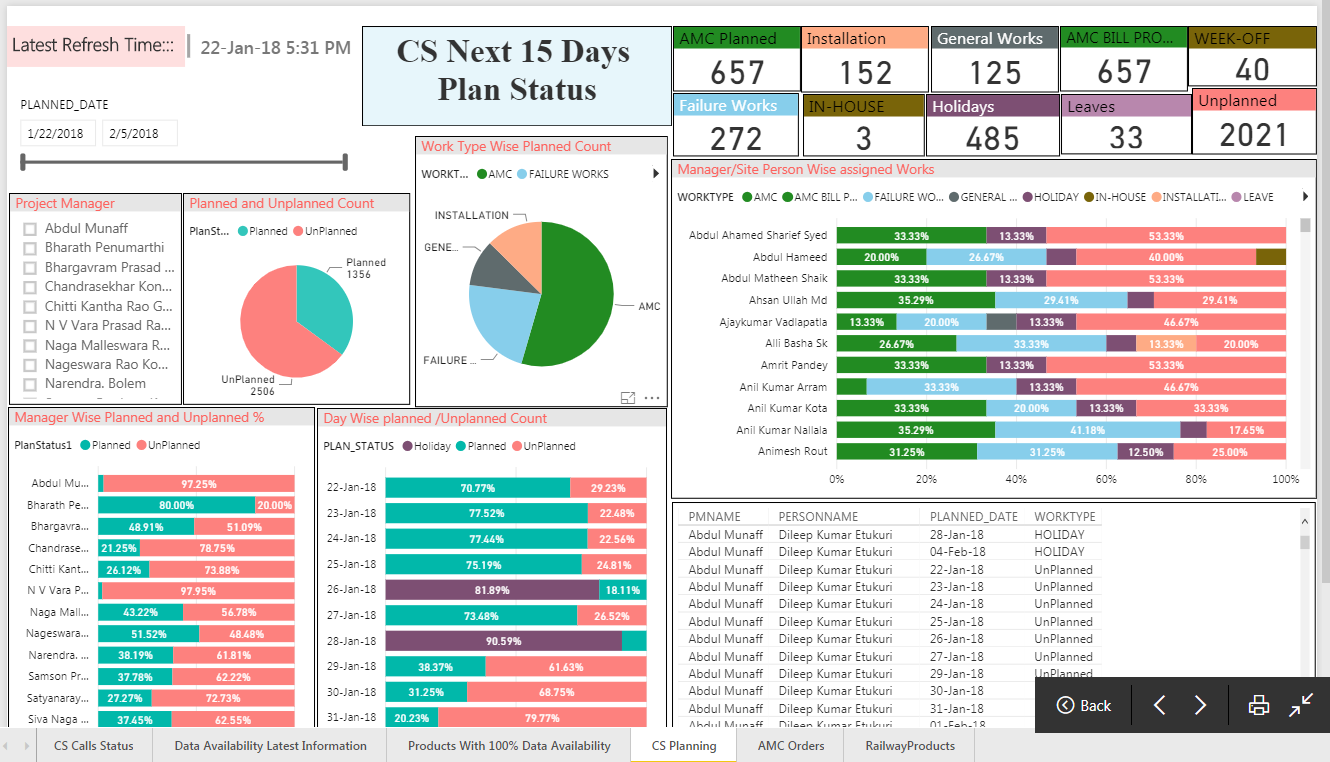 Latest Refresh Time:::
22-Jan-18 5:31 PM
CS Next 15 Days
Plan Status
AMC Planned
657
Installation
152
General Works
125
AMC BILL PRO...
657
WEEK-OFF
40
Failure Works
272
IN-HOUSE
3
Holidays
485
Leaves
33
Unplanned
2021
PLANNED_DATE
1/22/2018
2/5/2018
Project Manager
Abdul Munaff
Bharath Penumarthi
Bhargavram Prasad ...
Chandrasekhar Kon...
Chitti Kantha Rao G...
N V Vara Prasad Ra...
Naga Malleswara R...
Nageswara Rao Ko...
Narendra. Bolem
Planned and Unplanned Count
PlanSt... Planned UnPlanned
Planned
1356
UnPlanned
2506
Work Type Wise Planned Count
WORKT... AMC FAILURE WORKS
INSTALLATION
GENE...
AMC
FAILURE ...
Manager/Site Person Wise assigned Works
WORKTYPE AMC AMC BILL P... FAILURE WO... GENERAL ... HOLIDAY IN-HOUSE INSTALLATI... LEAVE
Abdul Ahamed Sharief Syed 33.33% 13.33% 53.33%
Abdul Hameed 20.00% 26.67% 40.00%
Abdul Matheen Shaik 33.33% 13.33% 53.33%
Ahsan Ullah Md 35.29% 29.41% 29.41%
Ajaykumar Vadlapatla 13.33% 20.00% 13.33% 46.67%
Alli Basha Sk 26.67% 33.33% 13.33% 20.00%
Amrit Pandey 33.33% 13.33% 53.33%
Anil Kumar Arram 33.33% 13.33% 46.67%
Anil Kumar Kota 33.33% 20.00% 13.33% 33.33%
Anil Kumar Nallala 35.29% 41.18% 17.65%
Animesh Rout 31.25% 31.25% 12.50% 25.00%
0% 20% 40% 60% 80% 100%
Manager Wise Planned and Unplanned %
PlanStatus1 Planned UnPlanned
Abdul Mu... 97.25%
Bharath Pe... 80.00% 20.00%
Bhargavra... 48.91% 51.09%
Chandrase... 21.25% 78.75%
Chitti Kant... 26.12% 73.88%
N V Vara P... 97.95%
Naga Mall... 43.22% 56.78%
Nageswara... 51.52% 48.48%
Narendra. ... 38.19% 61.81%
Samson Pr... 37.78% 62.22%
Satyanaray... 27.27% 72.73%
Siva Naga ... 37.45% 62.55%
Day Wise planned /Unplanned Count
PLAN_STATUS Holiday Planned UnPlanned
22-Jan-18 70.77% 29.23%
23-Jan-18 77.52% 22.48%
24-Jan-18 77.44% 22.56%
25-Jan-18 75.19% 24.81%
26-Jan-18 81.89% 18.11%
27-Jan-18 73.48% 26.52%
28-Jan-18 90.59%
29-Jan-18 38.37% 61.63%
30-Jan-18 31.25% 68.75%
31-Jan-18 20.23% 79.77%
PMNAME PERSONNAME PLANNED_DATE WORKTYPE
Abdul Munaff Dileep Kumar Etukuri 28-Jan-18 HOLIDAY
Abdul Munaff Dileep Kumar Etukuri 04-Feb-18 HOLIDAY
Abdul Munaff Dileep Kumar Etukuri 22-Jan-18 UnPlanned
Abdul Munaff Dileep Kumar Etukuri 23-Jan-18 UnPlanned
Abdul Munaff Dileep Kumar Etukuri 24-Jan-18 UnPlanned
Abdul Munaff Dileep Kumar Etukuri 25-Jan-18 UnPlanned
Abdul Munaff Dileep Kumar Etukuri 26-Jan-18 UnPlanned
Abdul Munaff Dileep Kumar Etukuri 27-Jan-18 UnPlanned
Abdul Munaff Dileep Kumar Etukuri 29-Jan-18 UnPlanned
Abdul Munaff Dileep Kumar Etukuri 30-Jan-18
Abdul Munaff Dileep Kumar Etukuri 31-Jan-18
Abdul Munaff Dileep Kumar Etukuri 01-Feb-18
Back
CS Calls Status
Data Availability Latest Information
Products With 100% Data Availability
CS Planning
AMC Orders
RailwayProducts